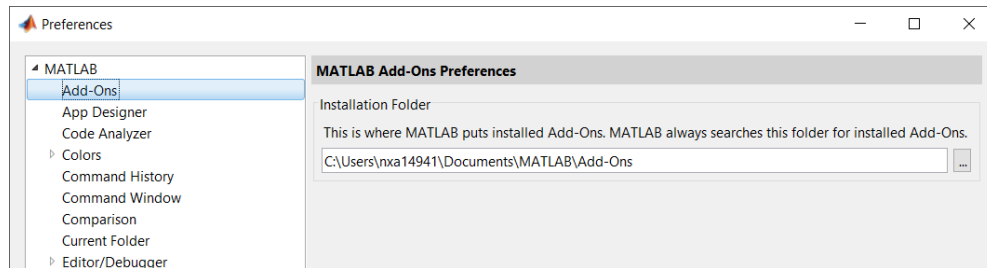 Preferences
MATLAB
Add-Ons
App Designer
Code Analyzer
Colors
Command History
Command Window
Comparison
Current Folder
Editor/Debugger
MATLAB Add-Ons Preferences
Installation Folder
This is where MATLAB puts installed Add-Ons. MATLAB always searches this folder for installed Add-Ons.
C:\Users\nxa14941\Documents\MATLAB\Add-Ons
...